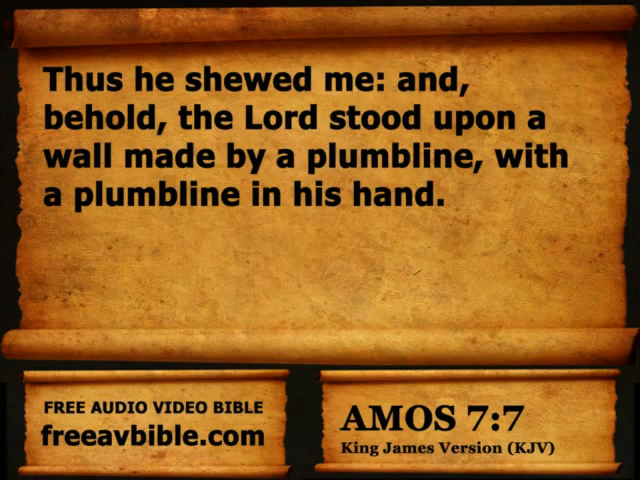 Thus he shewed me: and,
behold, the Lord stood upon a
wall made by a plumbline, with
a plumbline in his hand.
FREE AUDIO VIDEO BIBLE
freeavbible.com
AMOS 7:7
King James Version (KJV)